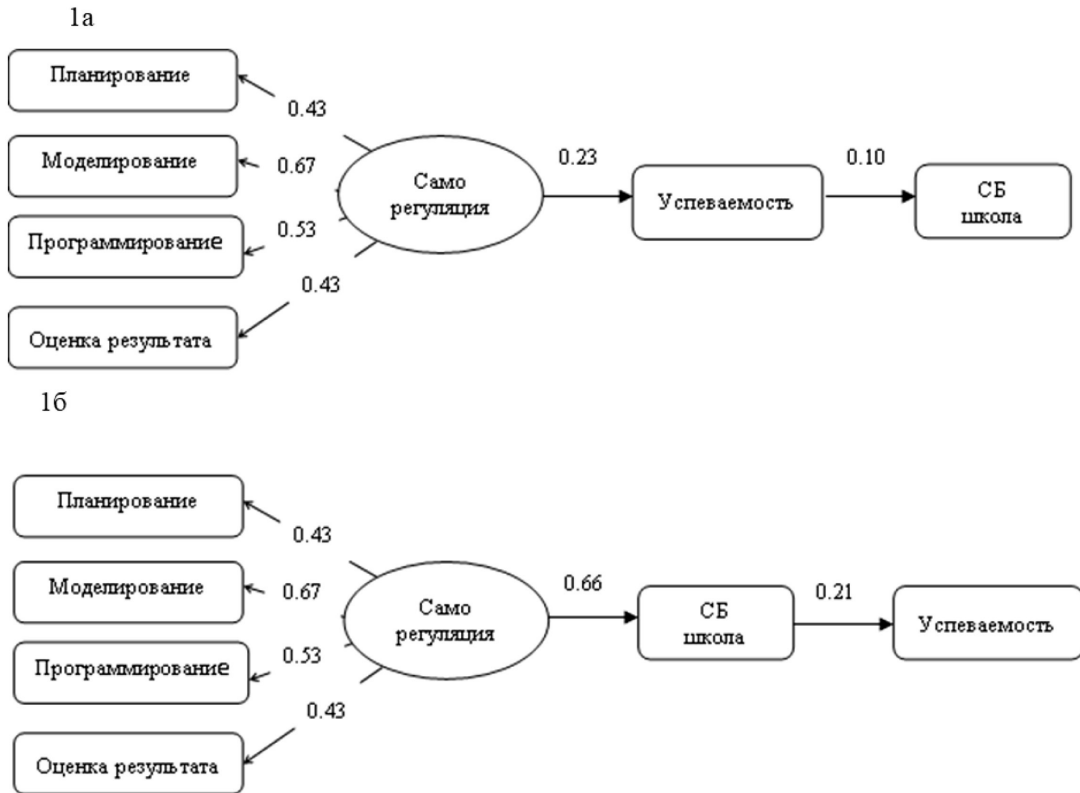 1а
Планирование
0.43
Моделирование
0.67
Само
регуляция
0.23
Успеваемость
0.10
СБ
школа
Программирование
0.53
0.43
Оценка результата
1б
Планирование
0.43
Моделирование
0.67
Само
регуляция
0.66
СБ
школа
0.21
Успеваемость
Программирование
0.53
0.43
Оценка результата